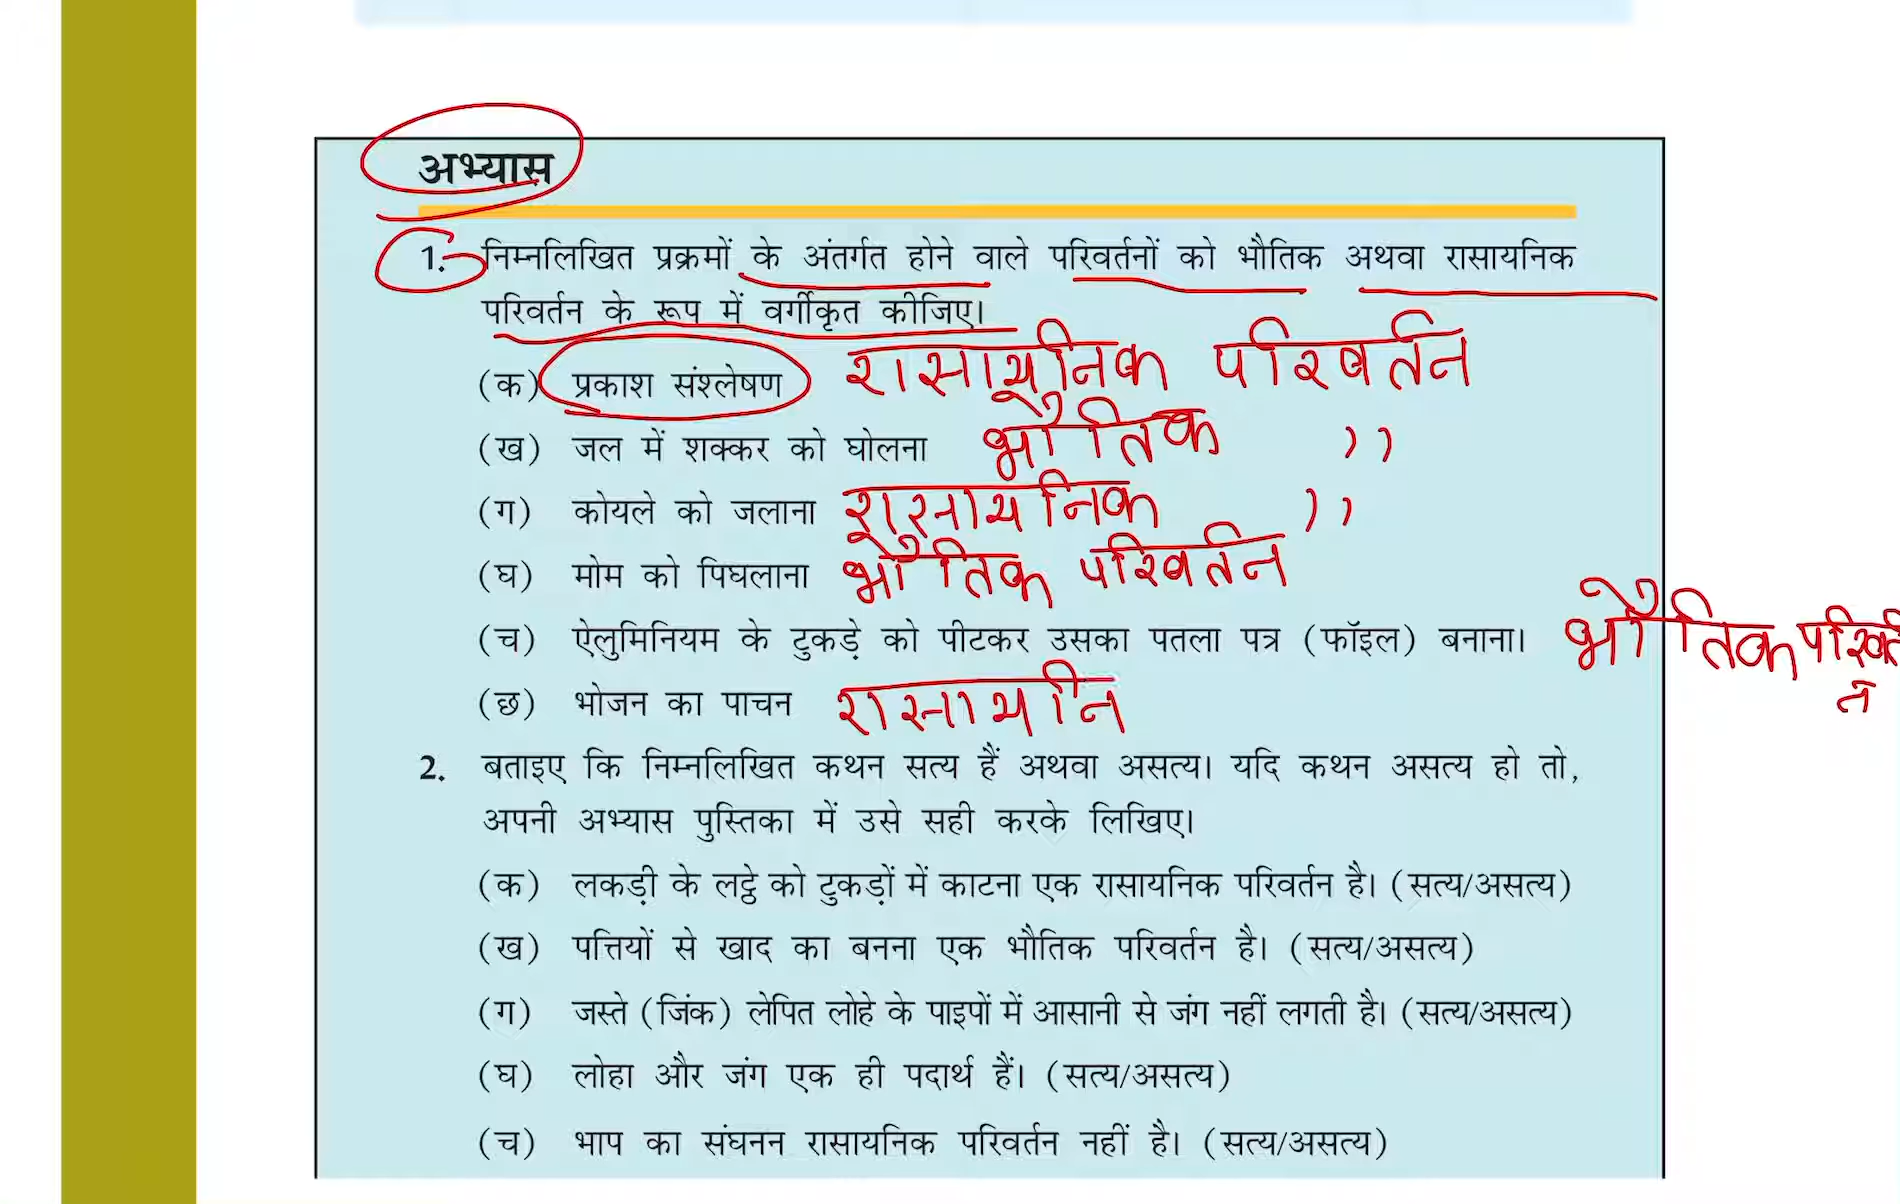 अभ्यास
1. निम्नलिखित प्रक्रमों के अंतर्गत होने वाले परिवर्तनों को भौतिक अथवा रासायनिक
परिवर्तन के रूप में वर्गीकृत कीजिए।
(क) प्रकाश संश्लेषण रासायनिक परिवर्तन
(ख) जल में शक्कर को घोलना भौतिक ,,
(ग) कोयले को जलाना रासायनिक ,,
(घ) मोम को पिघलाना भौतिक परिवर्तन
(च) ऐलुमिनियम के टुकड़े को पीटकर उसका पतला पत्र (फॉइल) बनाना। भौतिक परिवर्त
न
(छ) भोजन का पाचन रासायनि
2. बताइए कि निम्नलिखित कथन सत्य हैं अथवा असत्य। यदि कथन असत्य हो तो,
अपनी अभ्यास पुस्तिका में उसे सही करके लिखिए।
(क) लकड़ी के लट्ठे को टुकड़ों में काटना एक रासायनिक परिवर्तन है। (सत्य/असत्य)
(ख) पत्तियों से खाद का बनना एक भौतिक परिवर्तन है। (सत्य/असत्य)
(ग) जस्ते (जिंक) लेपित लोहे के पाइपों में आसानी से जंग नहीं लगती है। (सत्य/असत्य)
(घ) लोहा और जंग एक ही पदार्थ हैं। (सत्य/असत्य)
(च) भाप का संघनन रासायनिक परिवर्तन नहीं है। (सत्य/असत्य)